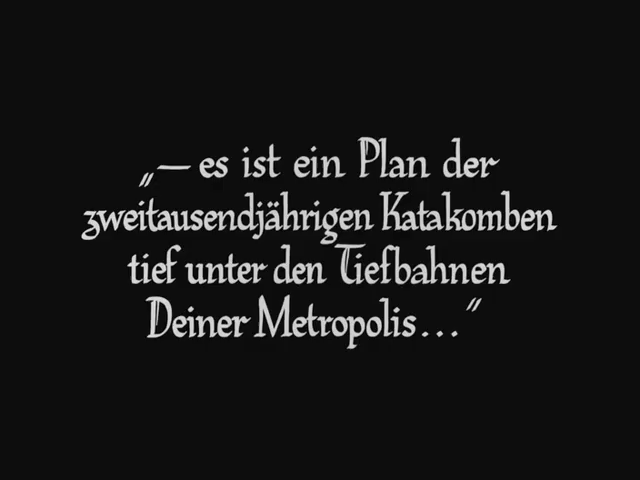 „— es ist ein Plan der
zweitausendjährigen Katakomben
tief unter den Tiefbahnen
Deiner Metropolis...“